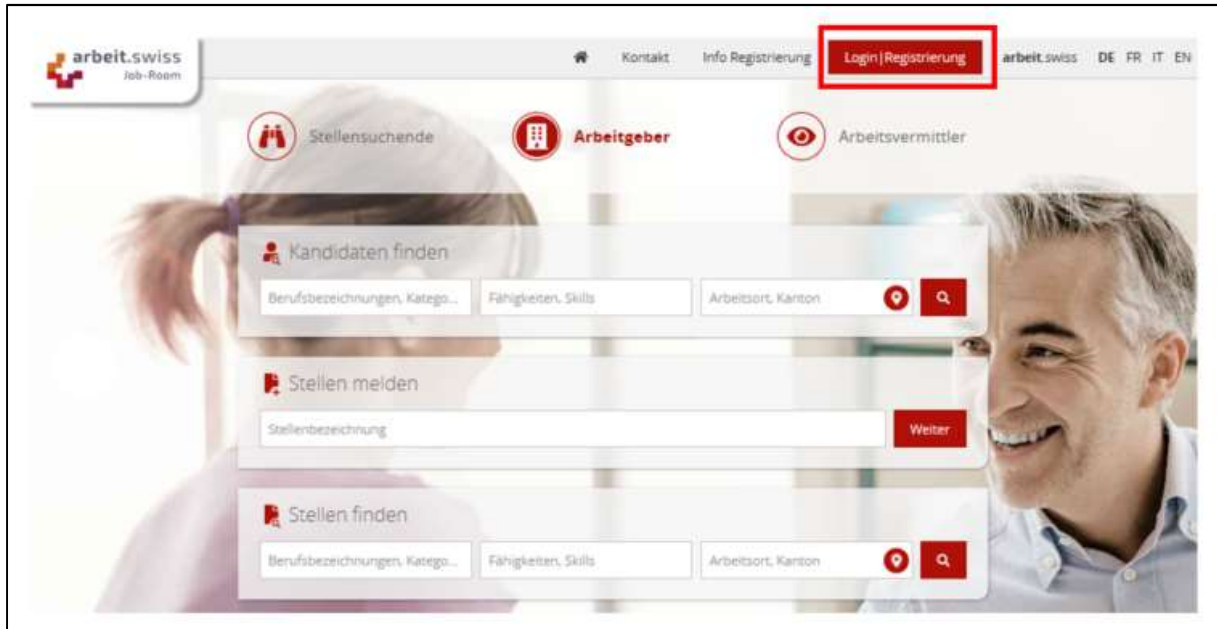 arbeit.swiss
Job-Room
Kontakt Info Registrierung Login|Registrierung arbeit.swiss DE FR IT EN
Stellensuchende Arbeitgeber Arbeitsvermittler
Kandidaten finden
Berufsbezeichnungen, Katego... Fähigkeiten, Skills Arbeitsort, Kanton
Stellen melden
Stellenbezeichnung Weiter
Stellen finden
Berufsbezeichnungen, Katego... Fähigkeiten, Skills Arbeitsort, Kanton